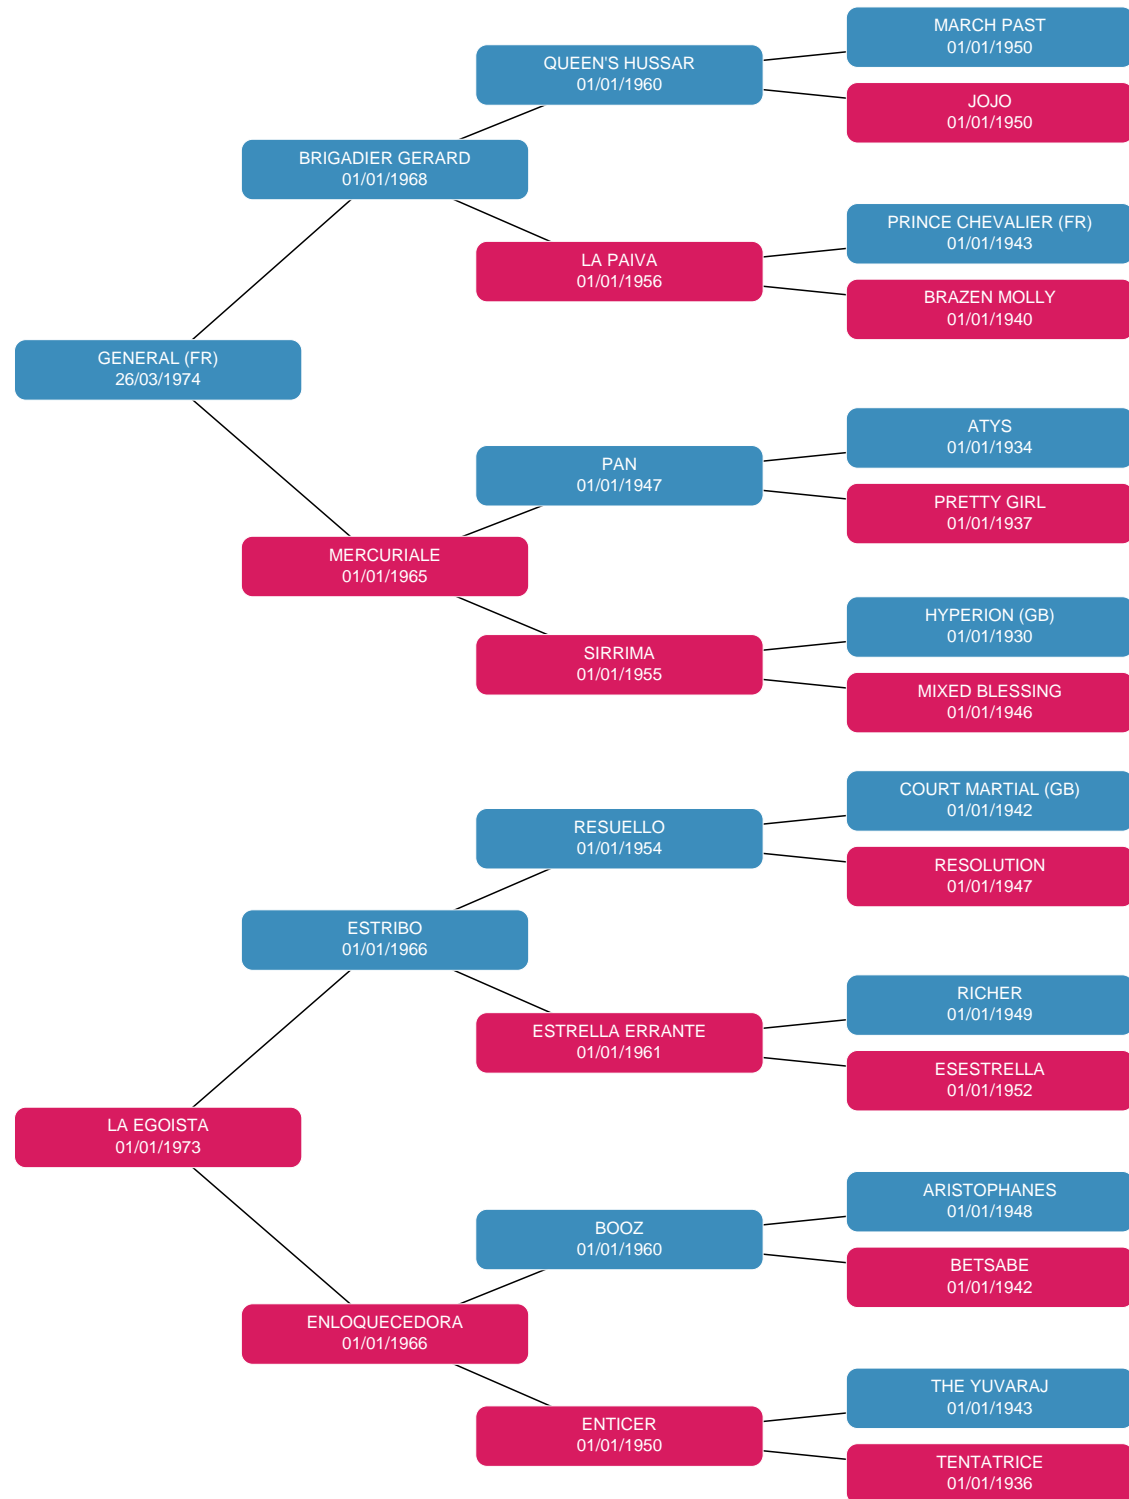 MARCH PAST
01/01/1950
QUEEN'S HUSSAR
01/01/1960
JOJO
01/01/1950
BRIGADIER GERARD
01/01/1968
PRINCE CHEVALIER (FR)
01/01/1943
LA PAIVA
01/01/1956
BRAZEN MOLLY
01/01/1940
GENERAL (FR)
26/03/1974
ATYS
01/01/1934
PAN
01/01/1947
PRETTY GIRL
01/01/1937
MERCURIALE
01/01/1965
HYPERION (GB)
01/01/1930
SIRRIMA
01/01/1955
MIXED BLESSING
01/01/1946
COURT MARTIAL (GB)
01/01/1942
RESUELLO
01/01/1954
RESOLUTION
01/01/1947
ESTRIBO
01/01/1966
RICHER
01/01/1949
ESTRELLA ERRANTE
01/01/1961
ESESTRELLA
01/01/1952
LA EGOISTA
01/01/1973
ARISTOPHANES
01/01/1948
BOOZ
01/01/1960
BETSABE
01/01/1942
ENLOQUECEDORA
01/01/1966
THE YUVARAJ
01/01/1943
ENTICER
01/01/1950
TENTATRICE
01/01/1936